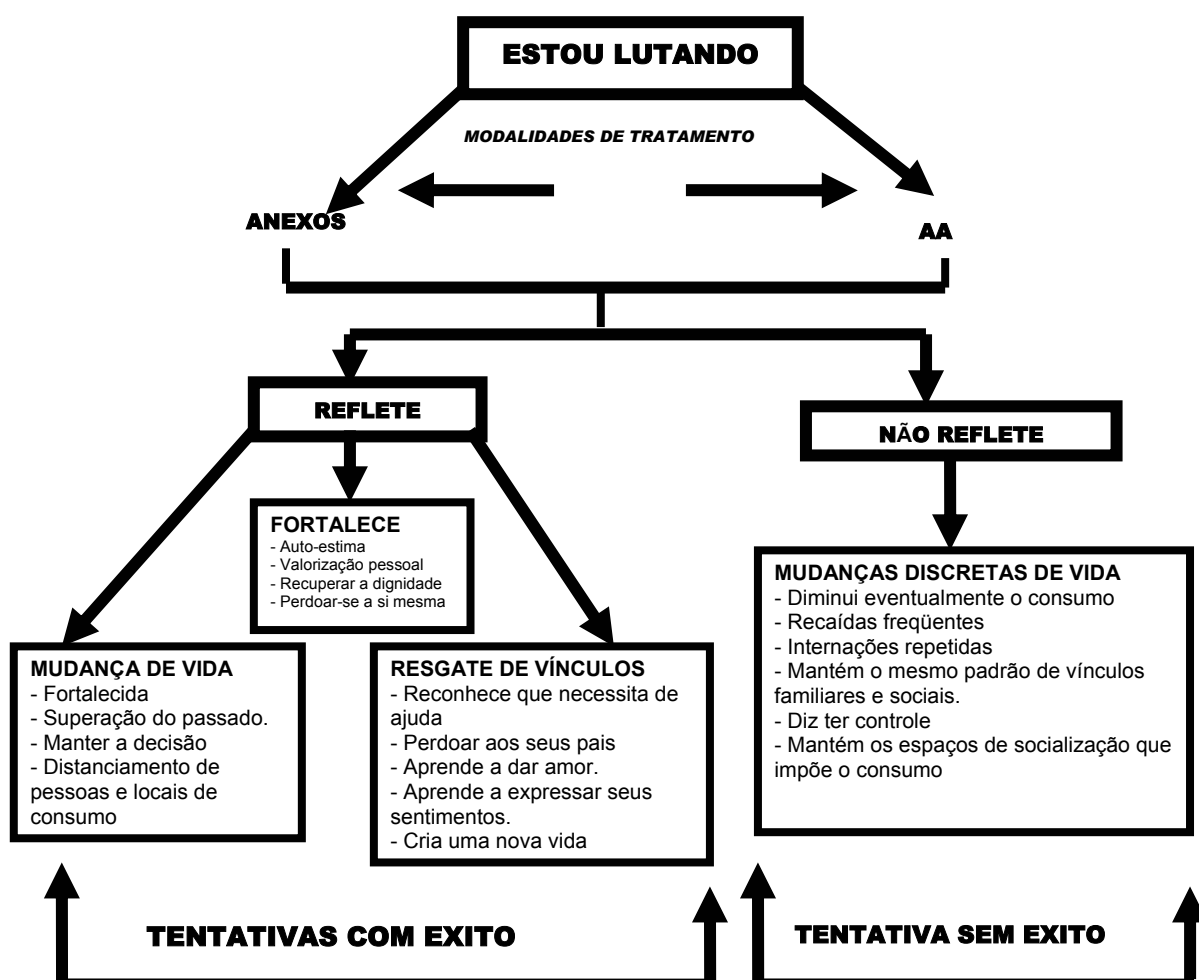 ESTOU LUTANDO
MODALIDADES DE TRATAMENTO
ANEXOS
AA
REFLETE
NÃO REFLETE
FORTALECE
- Auto-estima
- Valorização pessoal
- Recuperar a dignidade
- Perdoar-se a si mesma
MUDANÇA DE VIDA
- Fortalecida
- Superação do passado.
- Manter a decisão
- Distanciamento de
pessoas e locais de
consumo
RESGATE DE VÍNCULOS
- Reconhece que necessita de
ajuda
- Perdoar aos seus pais
- Aprende a dar amor.
- Aprende a expressar seus
sentimentos.
- Cria uma nova vida
MUDANÇAS DISCRETAS DE VIDA
- Diminui eventualmente o consumo
- Recaídas freqüentes
- Internações repetidas
- Mantém o mesmo padrão de vínculos
familiares e sociais.
- Diz ter controle
- Mantém os espaços de socialização que
impõe o consumo
TENTATIVAS COM EXITO
TENTATIVA SEM EXITO